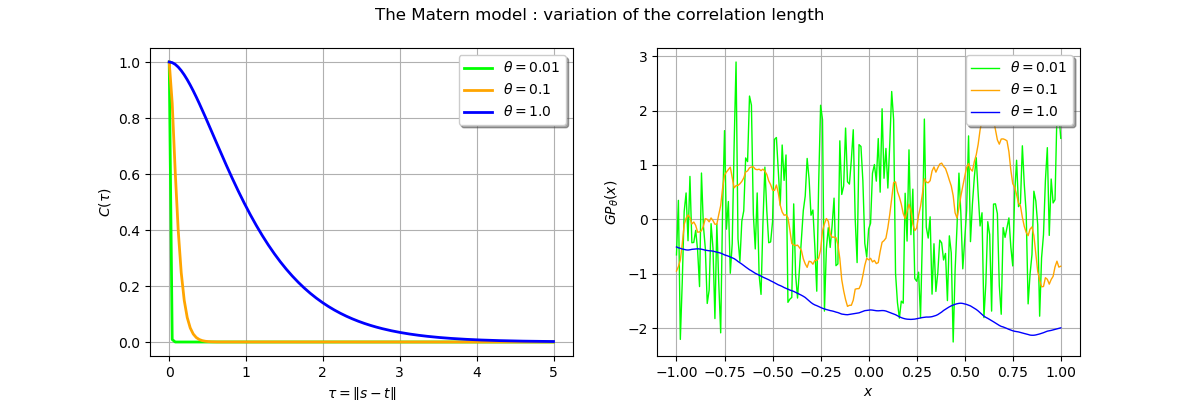 The Matern model : variation of the correlation length
1.0
0.8
0.6
0.4
0.2
0.0
C(τ)
θ = 0.01
θ = 0.1
θ = 1.0
0 1 2 3 4 5
τ = ‖s − t‖
3
2
1
0
−1
−2
GP_θ(x)
θ = 0.01
θ = 0.1
θ = 1.0
−1.00 −0.75 −0.50 −0.25 0.00 0.25 0.50 0.75 1.00
x